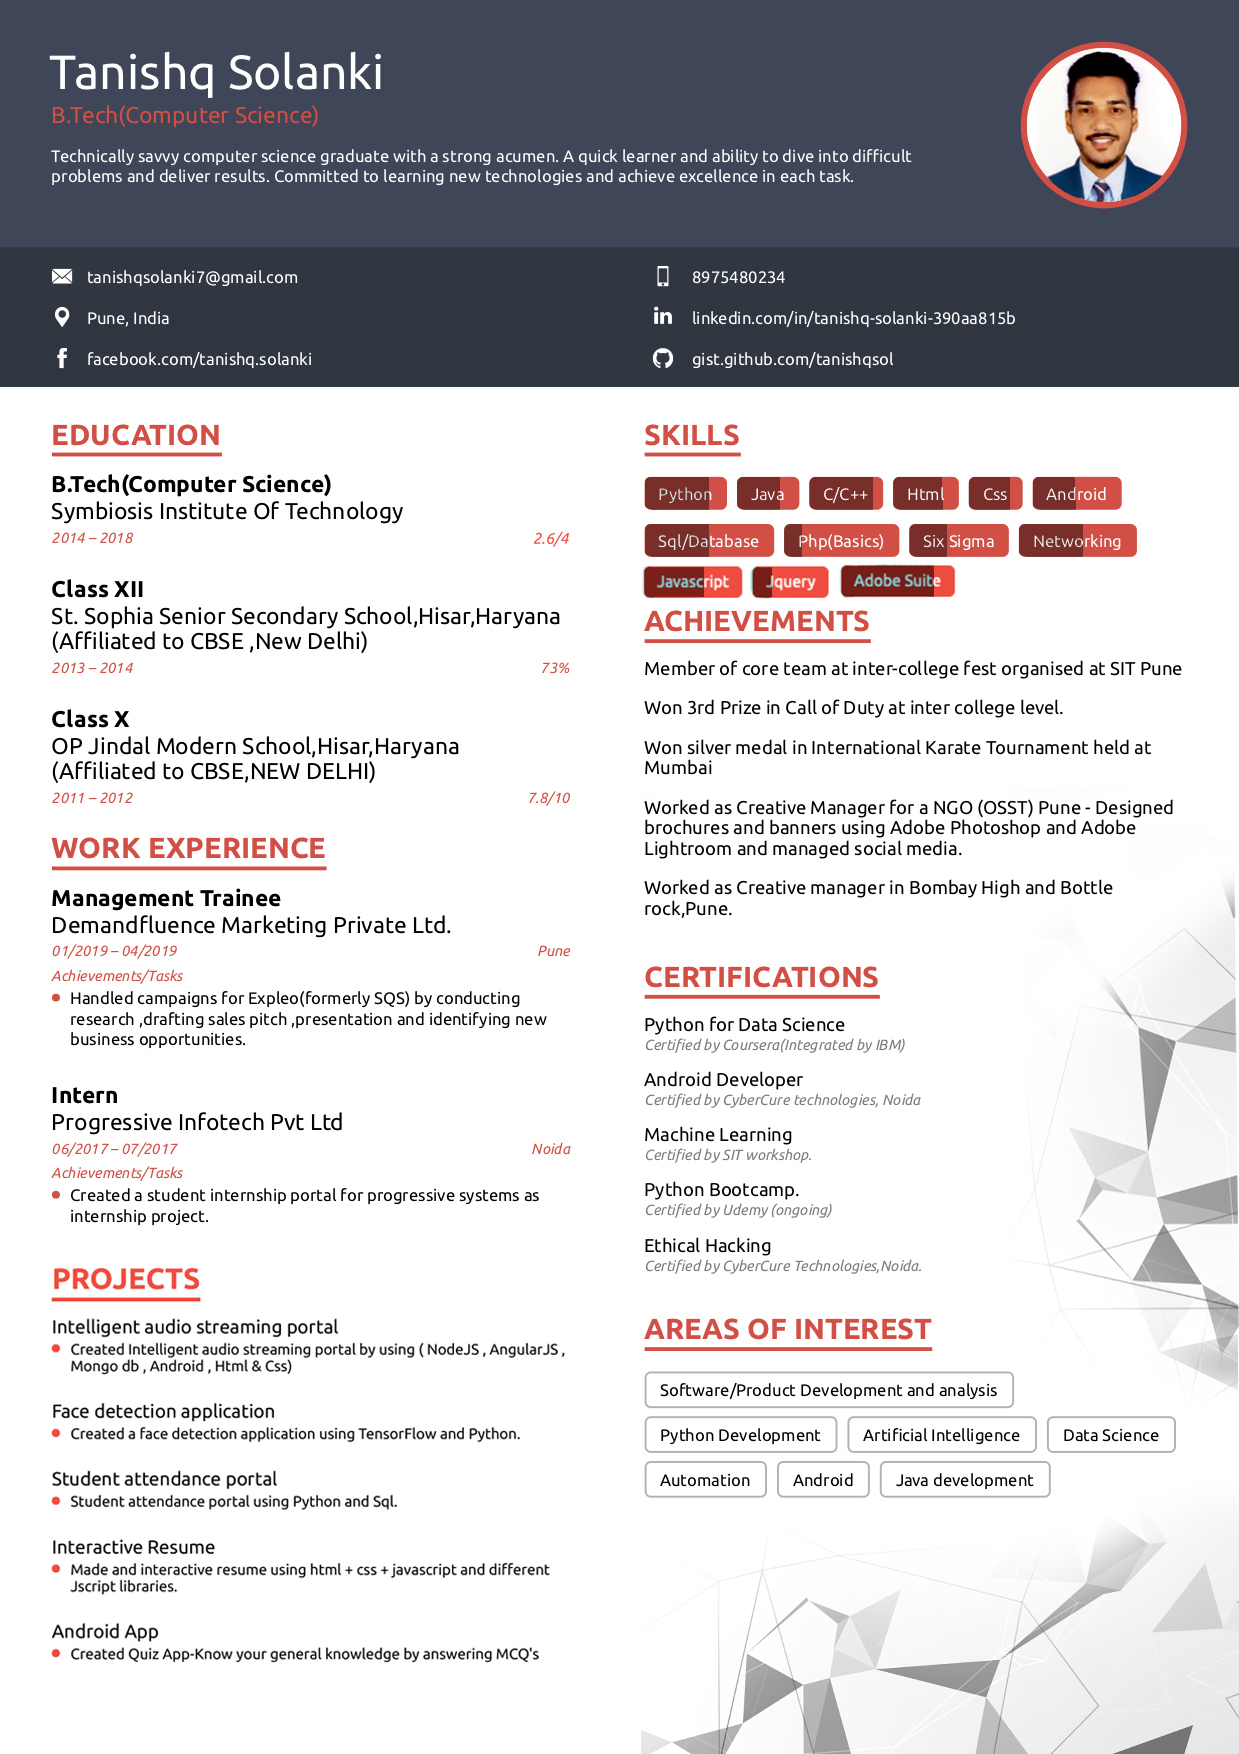 Tanishq Solanki
B.Tech(Computer Science)
Technically savvy computer science graduate with a strong acumen. A quick learner and ability to dive into difficult
problems and deliver results. Committed to learning new technologies and achieve excellence in each task.
tanishqsolanki7@gmail.com
8975480234
Pune, India
linkedin.com/in/tanishq-solanki-390aa815b
facebook.com/tanishq.solanki
gist.github.com/tanishqsol
EDUCATION
B.Tech(Computer Science)
Symbiosis Institute Of Technology
2014 – 2018 2.6/4
Class XII
St. Sophia Senior Secondary School,Hisar,Haryana
(Affiliated to CBSE ,New Delhi)
2013 – 2014 73%
Class X
OP Jindal Modern School,Hisar,Haryana
(Affiliated to CBSE,NEW DELHI)
2011 – 2012 7.8/10
WORK EXPERIENCE
Management Trainee
Demandfluence Marketing Private Ltd.
01/2019 – 04/2019 Pune
Achievements/Tasks
Handled campaigns for Expleo(formerly SQS) by conducting
research ,drafting sales pitch ,presentation and identifying new
business opportunities.
Intern
Progressive Infotech Pvt Ltd
06/2017 – 07/2017 Noida
Achievements/Tasks
Created a student internship portal for progressive systems as
internship project.
PROJECTS
Intelligent audio streaming portal
Created Intelligent audio streaming portal by using ( NodeJS , AngularJS ,
Mongo db , Android , Html & Css)
Face detection application
Created a face detection application using TensorFlow and Python.
Student attendance portal
Student attendance portal using Python and Sql.
Interactive Resume
Made and interactive resume using html + css + javascript and different
Jscript libraries.
Android App
Created Quiz App-Know your general knowledge by answering MCQ's
SKILLS
Python Java C/C++ Html Css Android
Sql/Database Php(Basics) Six Sigma Networking
Javascript Jquery Adobe Suite
ACHIEVEMENTS
Member of core team at inter-college fest organised at SIT Pune
Won 3rd Prize in Call of Duty at inter college level.
Won silver medal in International Karate Tournament held at
Mumbai
Worked as Creative Manager for a NGO (OSST) Pune - Designed
brochures and banners using Adobe Photoshop and Adobe
Lightroom and managed social media.
Worked as Creative manager in Bombay High and Bottle
rock,Pune.
CERTIFICATIONS
Python for Data Science
Certified by Coursera(Integrated by IBM)
Android Developer
Certified by CyberCure technologies, Noida
Machine Learning
Certified by SIT workshop.
Python Bootcamp.
Certified by Udemy (ongoing)
Ethical Hacking
Certified by CyberCure Technologies,Noida.
AREAS OF INTEREST
Software/Product Development and analysis
Python Development Artificial Intelligence Data Science
Automation Android Java development